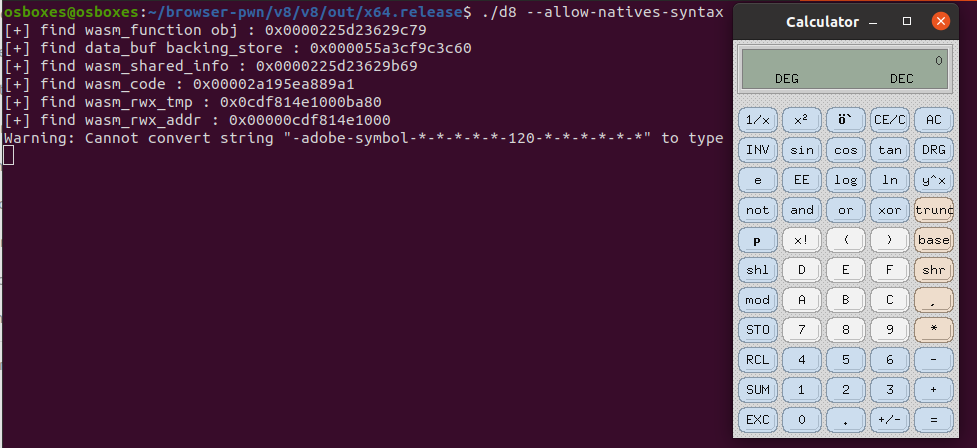 osboxes@osboxes:~/browser-pwn/v8/v8/out/x64.release$ ./d8 --allow-natives-syntax
[+] find wasm_function obj : 0x0000225d23629c79
[+] find data_buf backing_store : 0x000055a3cf9c3c60
[+] find wasm_shared_info : 0x0000225d23629b69
[+] find wasm_code : 0x00002a195ea889a1
[+] find wasm_rwx_tmp : 0x0cdf814e1000ba80
[+] find wasm_rwx_addr : 0x00000cdf814e1000
Warning: Cannot convert string "-adobe-symbol-*-*-*-*-*-120-*-*-*-*-*-*" to type
Calculator
0
DEG DEC
1/x x² ö` CE/C AC
INV sin cos tan DRG
e EE log ln y^x
not and or xor trunc
p x! ( ) base
shl D E F shr
mod A B C ,
STO 7 8 9 *
RCL 4 5 6 -
SUM 1 2 3 +
EXC 0 . +/- =